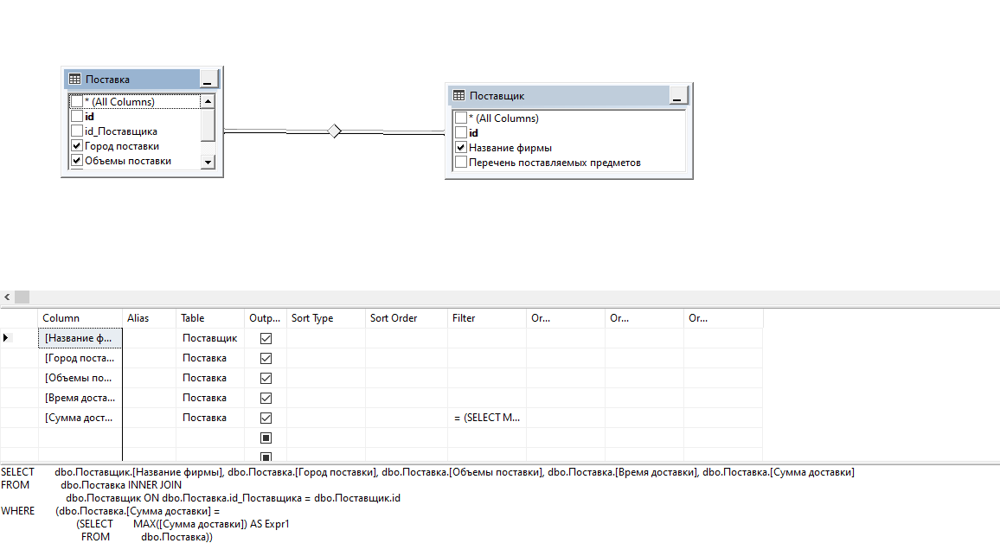 Поставка
* (All Columns)
id
id_Поставщика
Город поставки
Объемы поставки
Поставщик
* (All Columns)
id
Название фирмы
Перечень поставляемых предметов
Column Alias Table Outp... Sort Type Sort Order Filter Or... Or... Or...
[Название ф... Поставщик
[Город поста... Поставка
[Объемы по... Поставка
[Время доста... Поставка
[Сумма дост... Поставка = (SELECT M...
SELECT dbo.Поставщик.[Название фирмы], dbo.Поставка.[Город поставки], dbo.Поставка.[Объемы поставки], dbo.Поставка.[Время доставки], dbo.Поставка.[Сумма доставки]
FROM dbo.Поставка INNER JOIN
dbo.Поставщик ON dbo.Поставка.id_Поставщика = dbo.Поставщик.id
WHERE (dbo.Поставка.[Сумма доставки] =
(SELECT MAX([Сумма доставки]) AS Expr1
FROM dbo.Поставка))